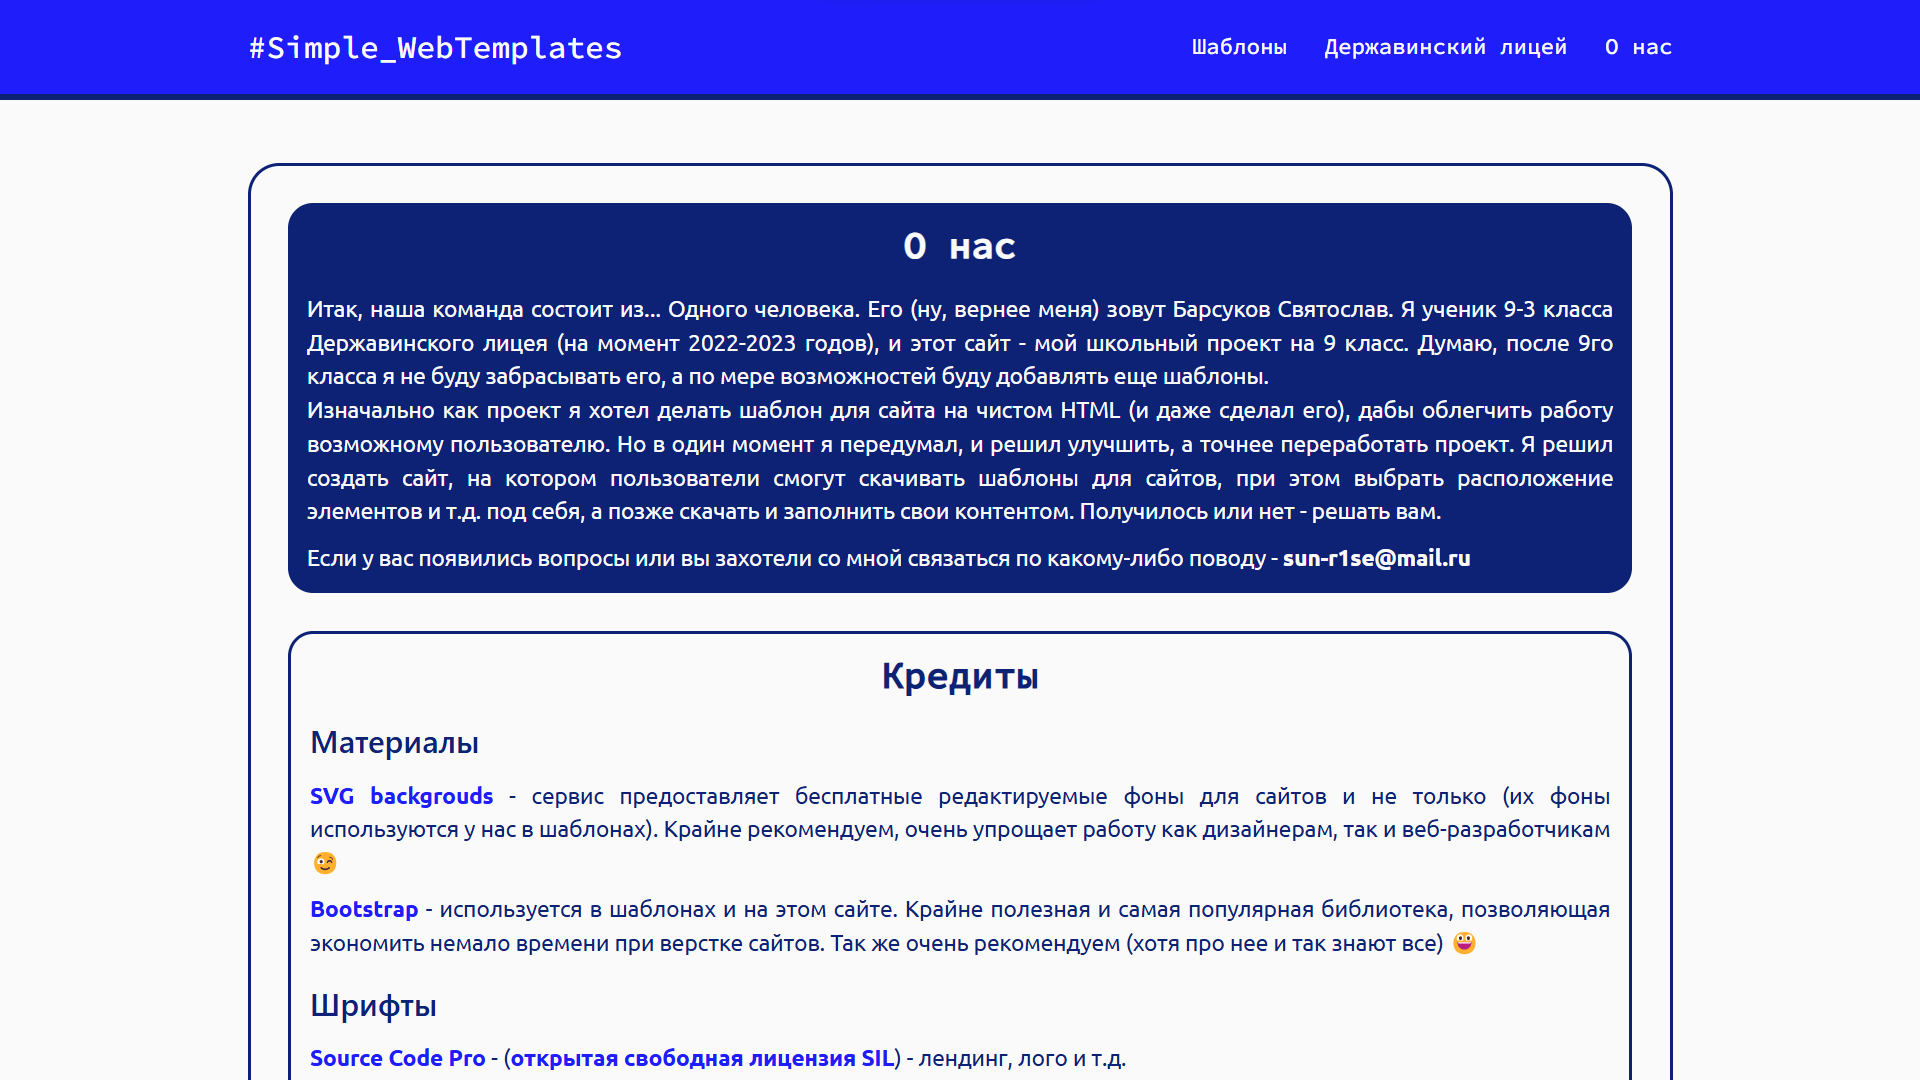 #Simple_WebTemplates
Шаблоны Державинский лицей О нас
О нас
Итак, наша команда состоит из... Одного человека. Его (ну, вернее меня) зовут Барсуков Святослав. Я ученик 9-3 класса
Державинского лицея (на момент 2022-2023 годов), и этот сайт - мой школьный проект на 9 класс. Думаю, после 9го
класса я не буду забрасывать его, а по мере возможностей буду добавлять еще шаблоны.
Изначально как проект я хотел делать шаблон для сайта на чистом HTML (и даже сделал его), дабы облегчить работу
возможному пользователю. Но в один момент я передумал, и решил улучшить, а точнее переработать проект. Я решил
создать сайт, на котором пользователи смогут скачивать шаблоны для сайтов, при этом выбрать расположение
элементов и т.д. под себя, а позже скачать и заполнить свои контентом. Получилось или нет - решать вам.
Если у вас появились вопросы или вы захотели со мной связаться по какому-либо поводу - sun-r1se@mail.ru
Кредиты
Материалы
SVG backgrouds - сервис предоставляет бесплатные редактируемые фоны для сайтов и не только (их фоны
используются у нас в шаблонах). Крайне рекомендуем, очень упрощает работу как дизайнерам, так и веб-разработчикам
😉
Bootstrap - используется в шаблонах и на этом сайте. Крайне полезная и самая популярная библиотека, позволяющая
экономить немало времени при верстке сайтов. Так же очень рекомендуем (хотя про нее и так знают все) 😃
Шрифты
Source Code Pro - (открытая свободная лицензия SIL) - лендинг, лого и т.д.